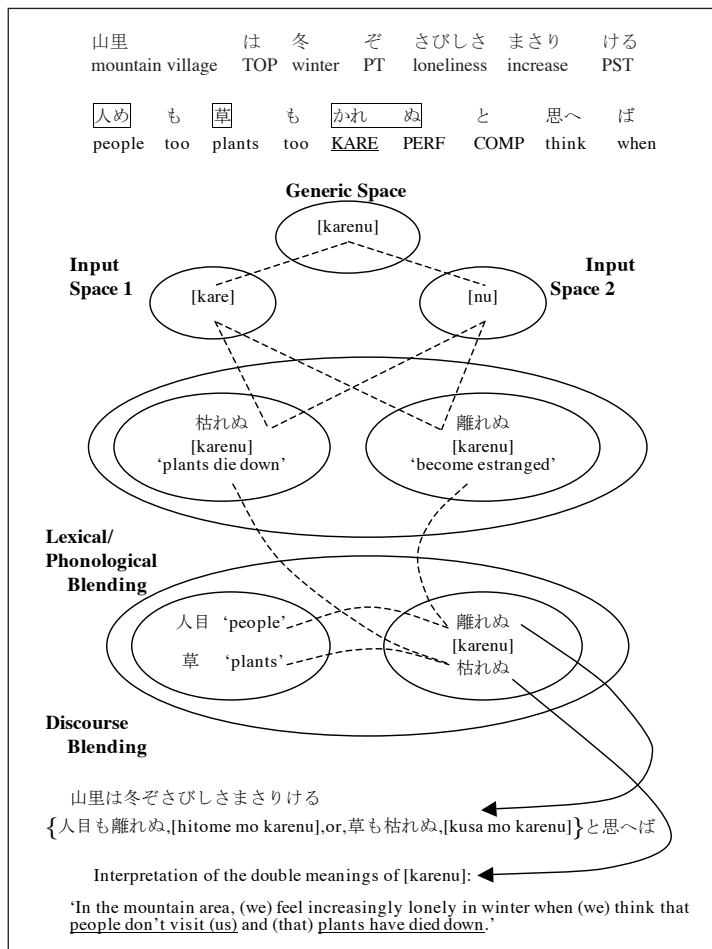 山里 は 冬 ぞ さびしさ まさり ける
mountain village TOP winter PT loneliness increase PST
人め も 草 も かれ ぬ と 思へ ば
people too plants too KARE PERF COMP think when
Generic Space
[karenu]
Input Space 1
Input Space 2
[kare]
[nu]
枯れぬ
[karenu]
‘plants die down’
離れぬ
[karenu]
‘become estranged’
Lexical/
Phonological
Blending
人目 ‘people’
草 ‘plants’
離れぬ
[karenu]
枯れぬ
Discourse
Blending
山里は冬ぞさびしさまさりける
{人目も離れぬ,[hitome mo karenu],or,草も枯れぬ,[kusa mo karenu]}と思へば
Interpretation of the double meanings of [karenu]:
‘In the mountain area, (we) feel increasingly lonely in winter when (we) think that
people don’t visit (us) and (that) plants have died down.’